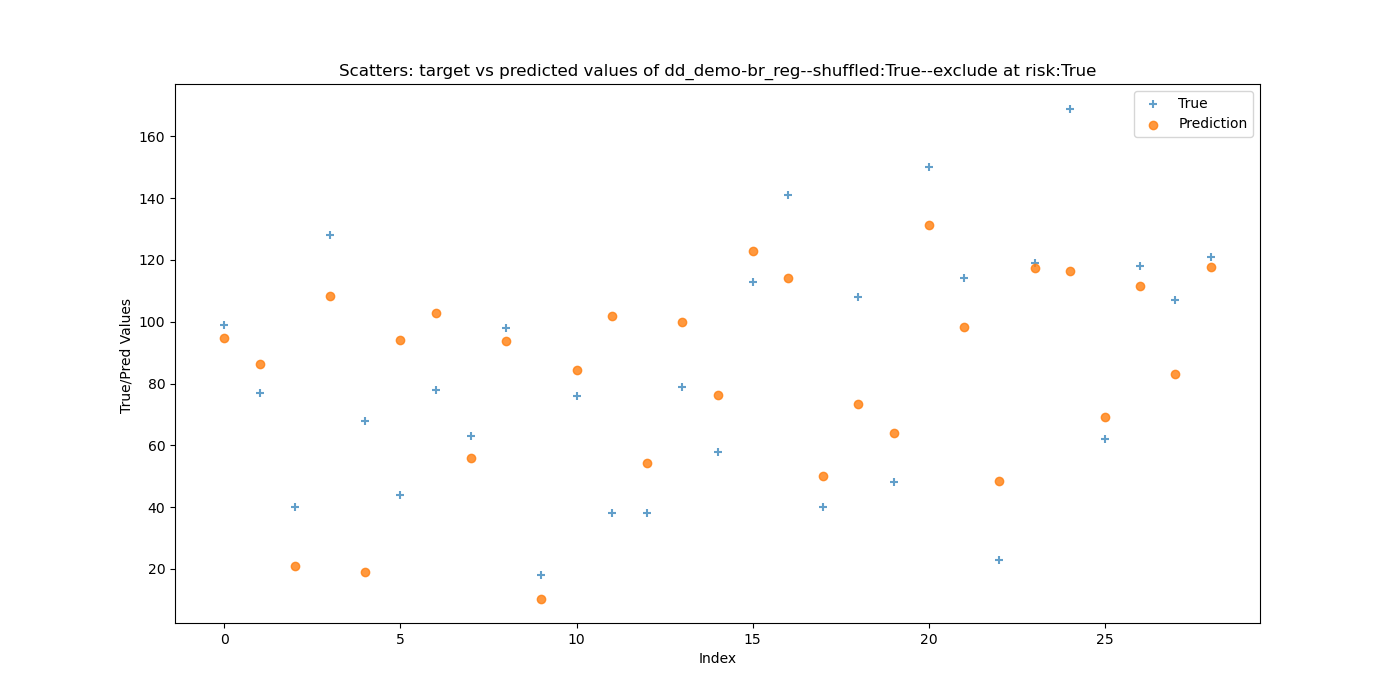 Scatters: target vs predicted values of dd_demo-br_reg--shuffled:True--exclude at risk:True
True
Prediction
True/Pred Values
160
140
120
100
80
60
40
20
0 5 10 15 20 25
Index